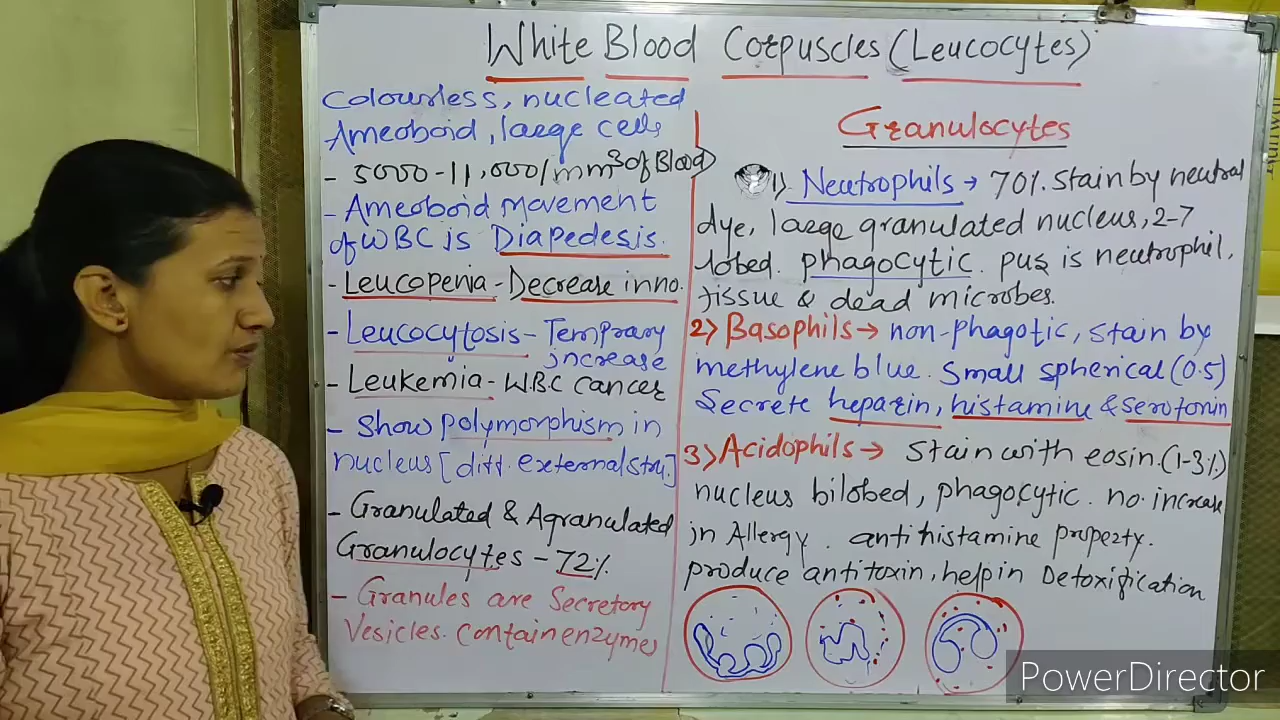 White Blood Corpuscles (Leucocytes)
Colourless, nucleated
Ameoboid, large cells
- 5000-11,000/mm³ of Blood
- Ameoboid movement
of WBC is Diapedesis.
- Leucopenia - Decrease in no.
- Leucocytosis - Temprary
increase
- Leukemia - WBC cancer
- Show polymorphism in
nucleus [diff. external stru.]
- Granulated & Agranulated
Granulocytes - 72%
- Granules are Secretory
Vesicles. contain enzymes
Granulocytes
1) Neutrophils → 70%. Stain by neutral
dye, large granulated nucleus, 2-7
lobed. phagocytic. pus is neutrophil,
tissue & dead microbes.
2) Basophils → non-phagotic, stain by
methylene blue. Small spherical (0.5)
Secrete heparin, histamine & serotonin
3) Acidophils → Stain with eosin. (1-3%)
nucleus bilobed, phagocytic. no. increase
in Allergy. antihistamine property.
produce antitoxin, help in Detoxification
PowerDirector